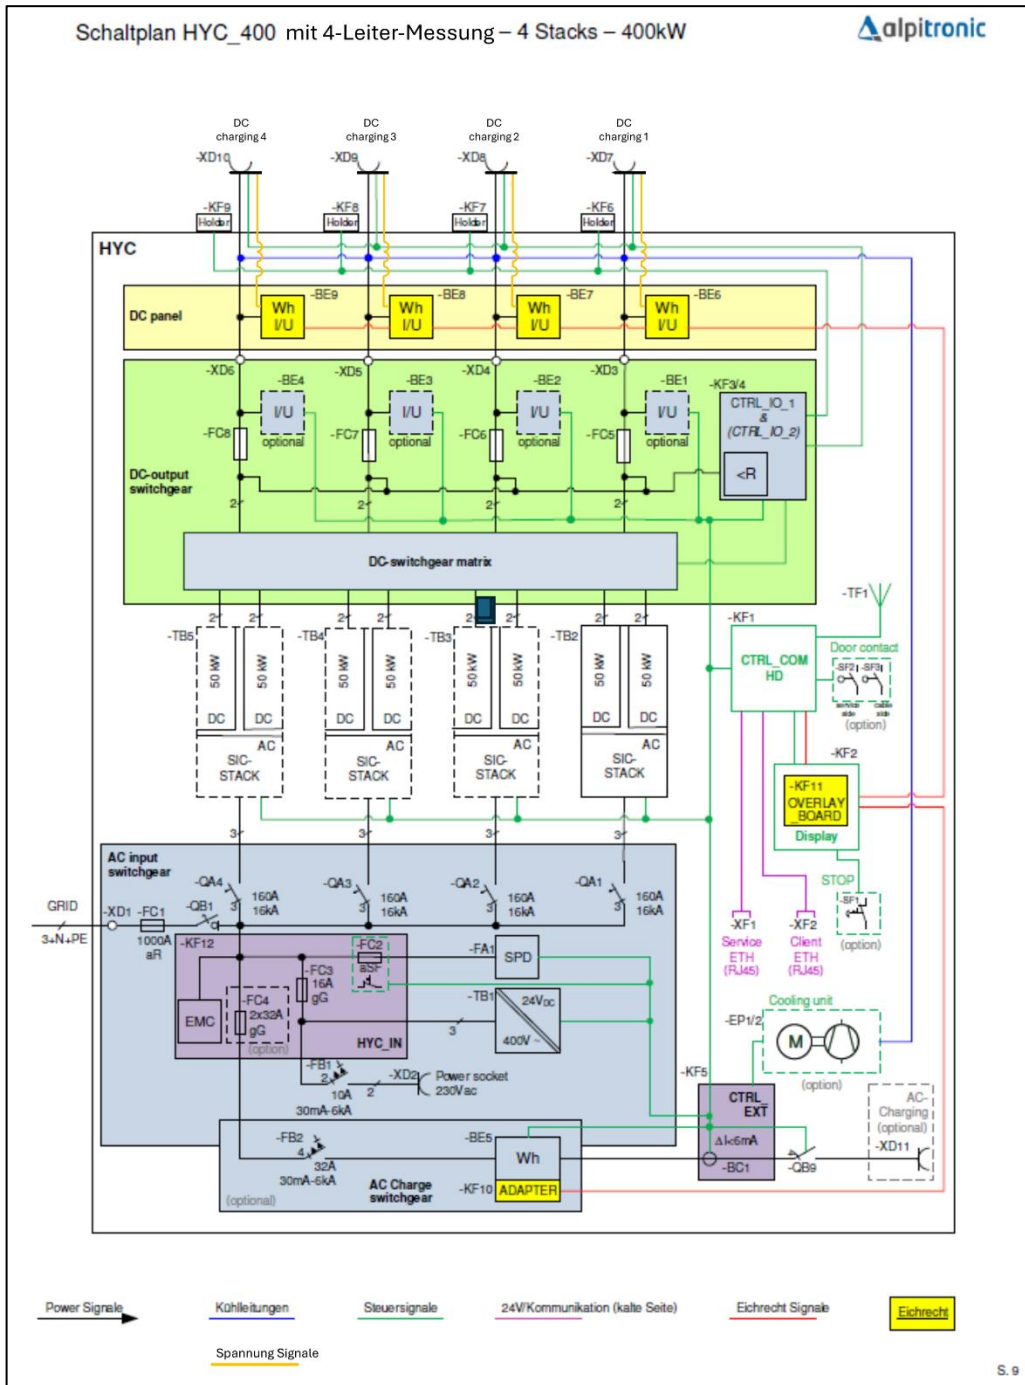 Schaltplan HYC_400 mit 4-Leiter-Messung – 4 Stacks – 400kW
alpitronic
DC
charging 4
DC
charging 3
DC
charging 2
DC
charging 1
-XD10
-XD9
-XD8
-XD7
-KF9
-KF8
-KF7
-KF6
Holder
Holder
Holder
Holder
HYC
DC panel
Wh
I/U
-BE9
Wh
I/U
-BE8
Wh
I/U
-BE7
Wh
I/U
-BE6
-XD6
-XD5
-XD4
-XD3
-BE4
-BE3
-BE2
-BE1
I/U
I/U
I/U
I/U
optional
optional
optional
optional
-FC8
-FC7
-FC6
-FC5
-KF3/4
CTRL_IO_1
&
(CTRL_IO_2)
<R
DC-output
switchgear
2
2
2
2
DC-switchgear matrix
2
2
2
2
2
2
2
2
-TB5
-TB4
-TB3
-TB2
50 kW
50 kW
50 kW
50 kW
50 kW
50 kW
50 kW
50 kW
DC
DC
DC
DC
DC
DC
DC
DC
AC
AC
AC
AC
SIC-
STACK
SIC-
STACK
SIC-
STACK
SIC-
STACK
-TF1
-KF1
CTRL_COM
HD
Door contact
-SF2
-SF3
service
side
cable
side
(option)
-KF2
-KF11
OVERLAY
_BOARD
Display
STOP
-SF1
(option)
-XF1
Service
ETH
(RJ45)
-XF2
Client
ETH
(RJ45)
3
3
3
3
AC input
switchgear
-QA4
3
160A
16kA
-QA3
3
160A
16kA
-QA2
3
160A
16kA
-QA1
3
160A
16kA
GRID
3+N+PE
-XD1
-FC1
1000A
aR
-QB1
3
-KF12
-FC2
aSF
-FC3
16A
gG
-FC4
2x32A
gG
(option)
EMC
HYC_IN
-FA1
SPD
-TB1
24VDC
400V ~
3
-FB1
2
10A
30mA-6kA
2
-XD2
Power socket
230Vac
Cooling unit
-EP1/2
M
(option)
-KF5
CTRL_
EXT
ΔI<6mA
-BC1
-QB9
AC-
Charging
(optional)
-XD11
-FB2
4
32A
30mA-6kA
-BE5
Wh
-KF10
ADAPTER
AC Charge
switchgear
(optional)
Power Signale
Kühlleitungen
Steuersignale
24V/Kommunikation (kalte Seite)
Eichrecht Signale
Eichrecht
Spannung Signale
S. 9